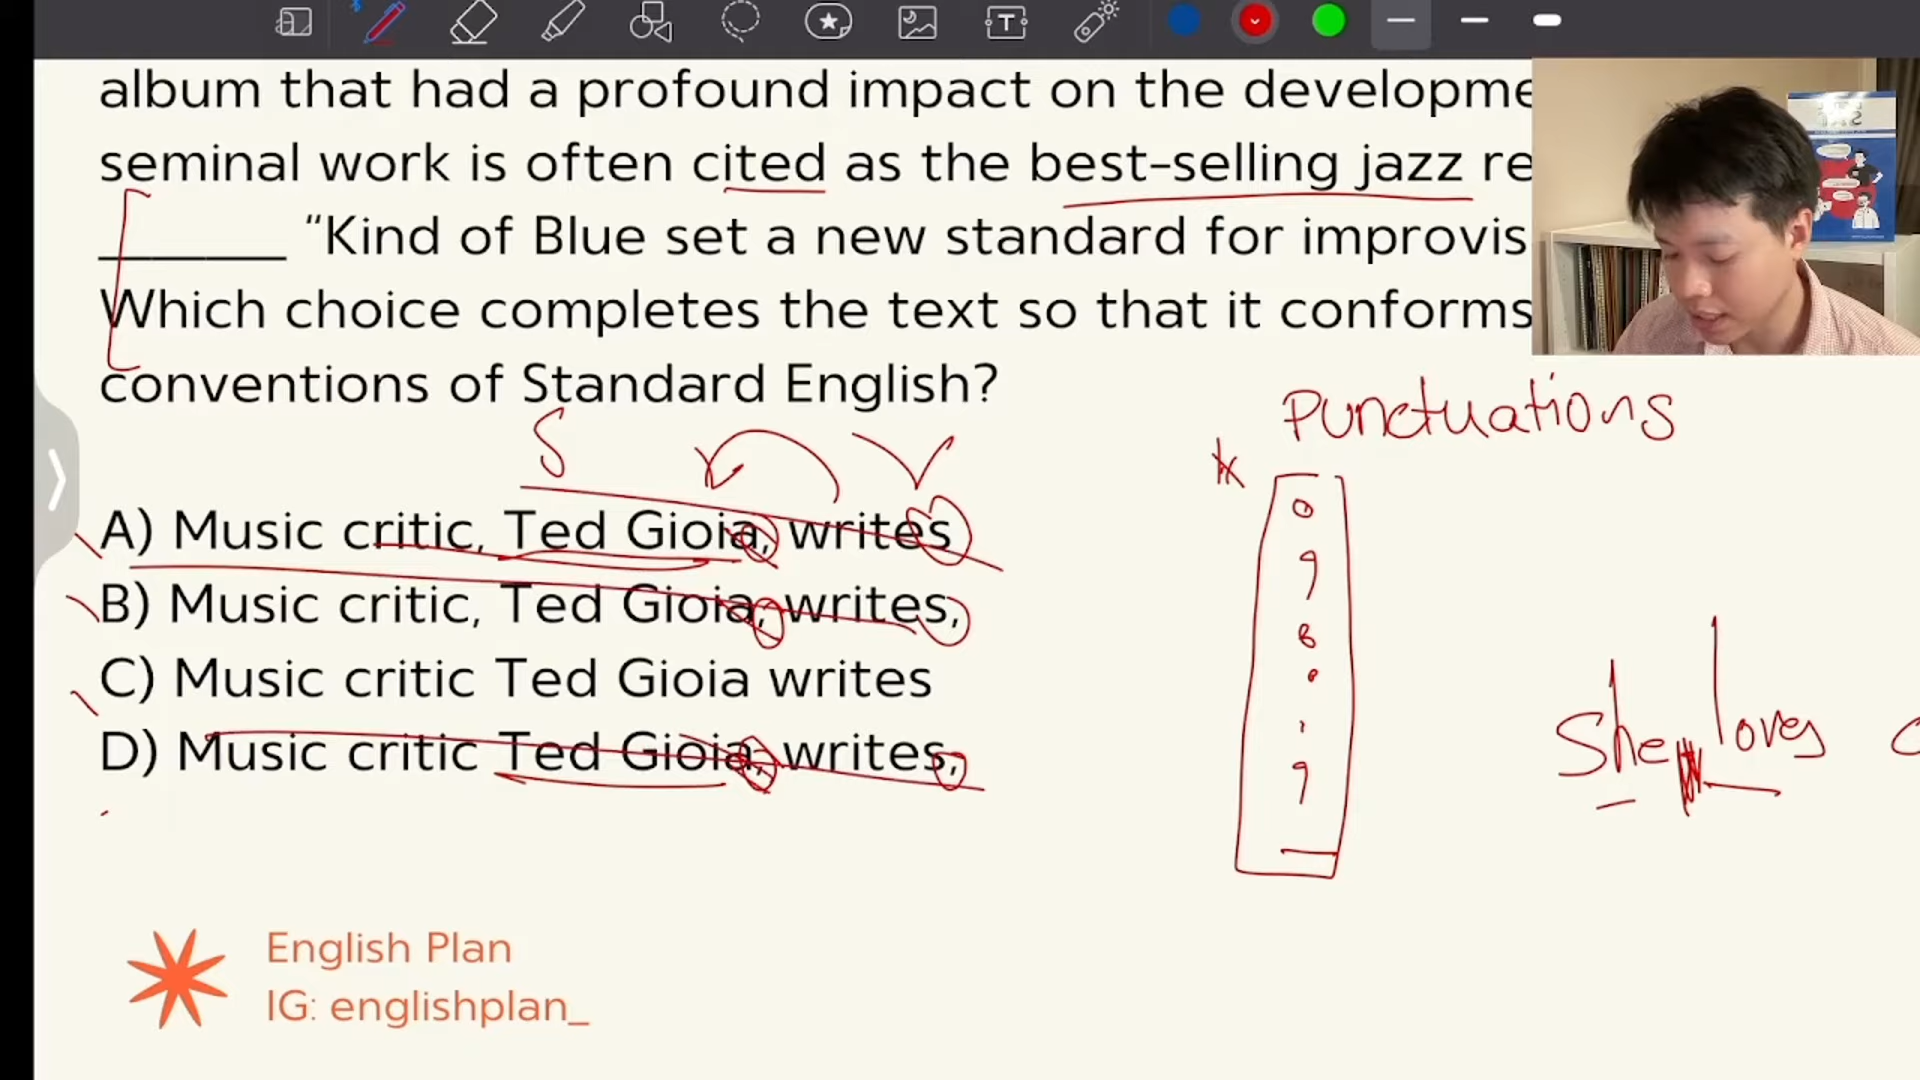 album that had a profound impact on the developme
seminal work is often cited as the best-selling jazz re
_______ “Kind of Blue set a new standard for improvis
Which choice completes the text so that it conforms
conventions of Standard English?
Punctuations
S
V
A) Music critic, Ted Gioia, writes
B) Music critic, Ted Gioia, writes,
C) Music critic Ted Gioia writes
D) Music critic Ted Gioia, writes,
She loves
English Plan
IG: englishplan_